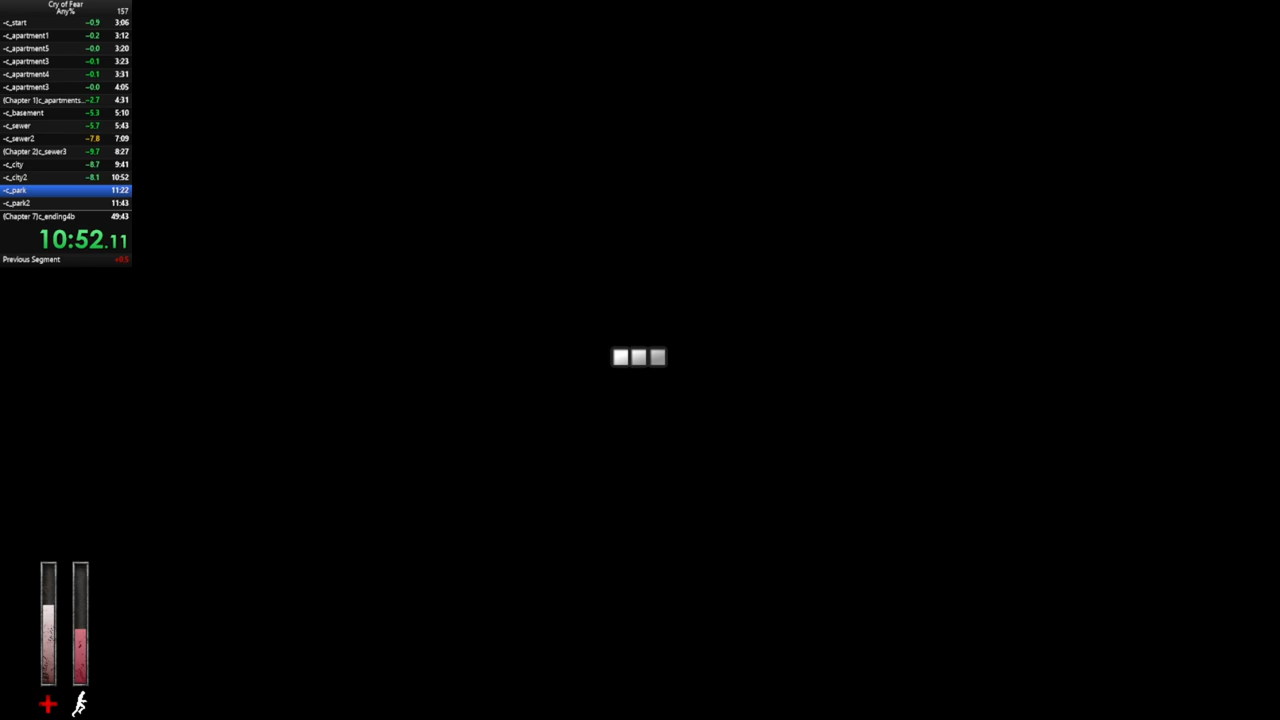 Cry of Fear
Any% 157
-c_start −0.9 3:06
-c_apartment1 −0.2 3:12
-c_apartment5 −0.0 3:20
-c_apartment3 −0.1 3:23
-c_apartment4 −0.1 3:31
-c_apartment3 −0.0 4:05
{Chapter 1}c_apartments... −2.7 4:31
-c_basement −5.3 5:10
-c_sewer −5.7 5:43
-c_sewer2 −7.8 7:09
{Chapter 2}c_sewer3 −9.7 8:27
-c_city −8.7 9:41
-c_city2 −8.1 10:52
-c_park 11:22
-c_park2 11:43
{Chapter 7}c_ending4b 49:43
10:52.11
Previous Segment +0.5